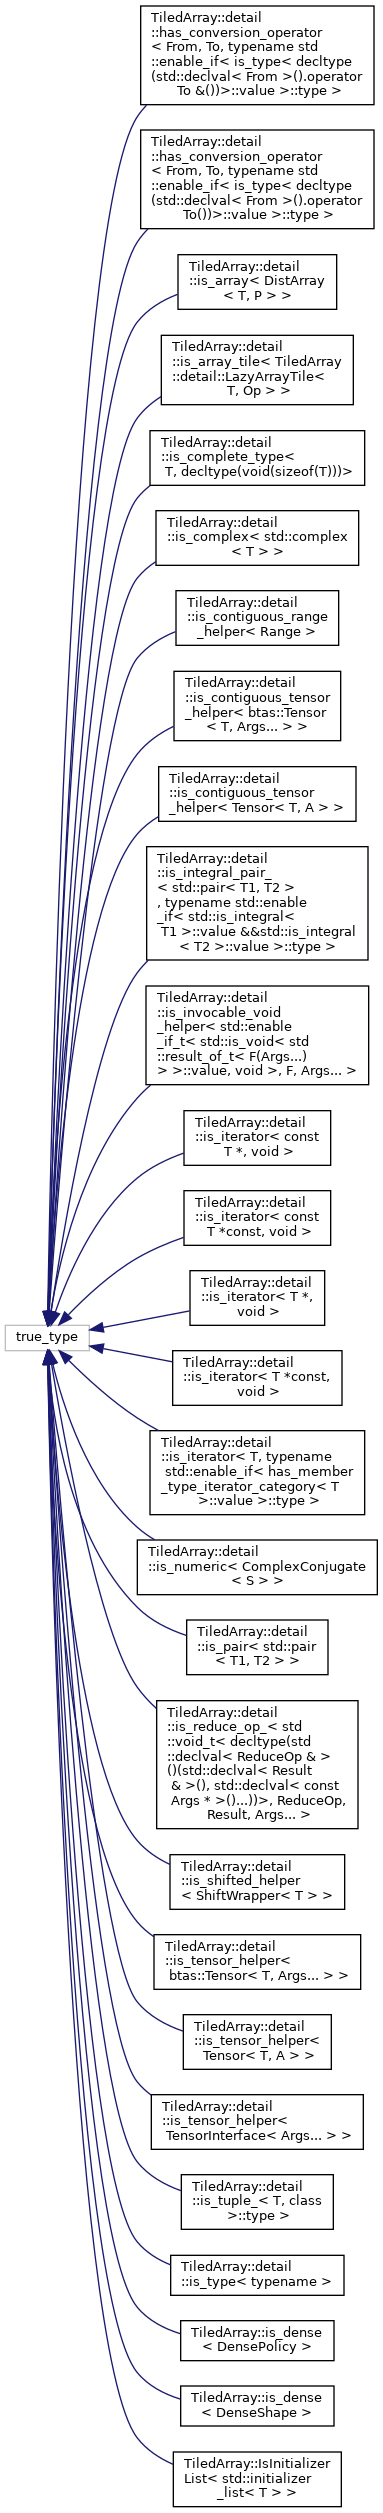 TiledArray::detail
::has_conversion_operator
< From, To, typename std
::enable_if< is_type< decltype
(std::declval< From >().operator
To &())>::value >::type >
TiledArray::detail
::has_conversion_operator
< From, To, typename std
::enable_if< is_type< decltype
(std::declval< From >().operator
To())>::value >::type >
TiledArray::detail
::is_array< DistArray
< T, P > >
TiledArray::detail
::is_array_tile< TiledArray
::detail::LazyArrayTile<
T, Op > >
TiledArray::detail
::is_complete_type<
T, decltype(void(sizeof(T)))>
TiledArray::detail
::is_complex< std::complex
< T > >
TiledArray::detail
::is_contiguous_range
_helper< Range >
TiledArray::detail
::is_contiguous_tensor
_helper< btas::Tensor
< T, Args... > >
TiledArray::detail
::is_contiguous_tensor
_helper< Tensor< T, A > >
TiledArray::detail
::is_integral_pair_
< std::pair< T1, T2 >
, typename std::enable
_if< std::is_integral<
T1 >::value &&std::is_integral
< T2 >::value >::type >
TiledArray::detail
::is_invocable_void
_helper< std::enable
_if_t< std::is_void< std
::result_of_t< F(Args...)
> >::value, void >, F, Args... >
TiledArray::detail
::is_iterator< const
T *, void >
TiledArray::detail
::is_iterator< const
T *const, void >
TiledArray::detail
::is_iterator< T *,
void >
true_type
TiledArray::detail
::is_iterator< T *const,
void >
TiledArray::detail
::is_iterator< T, typename
std::enable_if< has_member
_type_iterator_category< T
>::value >::type >
TiledArray::detail
::is_numeric< ComplexConjugate
< S > >
TiledArray::detail
::is_pair< std::pair
< T1, T2 > >
TiledArray::detail
::is_reduce_op_< std
::void_t< decltype(std
::declval< ReduceOp & >
()(std::declval< Result
& >(), std::declval< const
Args * >()...))>, ReduceOp,
Result, Args... >
TiledArray::detail
::is_shifted_helper
< ShiftWrapper< T > >
TiledArray::detail
::is_tensor_helper<
btas::Tensor< T, Args... > >
TiledArray::detail
::is_tensor_helper<
Tensor< T, A > >
TiledArray::detail
::is_tensor_helper<
TensorInterface< Args... > >
TiledArray::detail
::is_tuple_< T, class
>::type >
TiledArray::detail
::is_type< typename >
TiledArray::is_dense
< DensePolicy >
TiledArray::is_dense
< DenseShape >
TiledArray::IsInitializer
List< std::initializer
_list< T > >